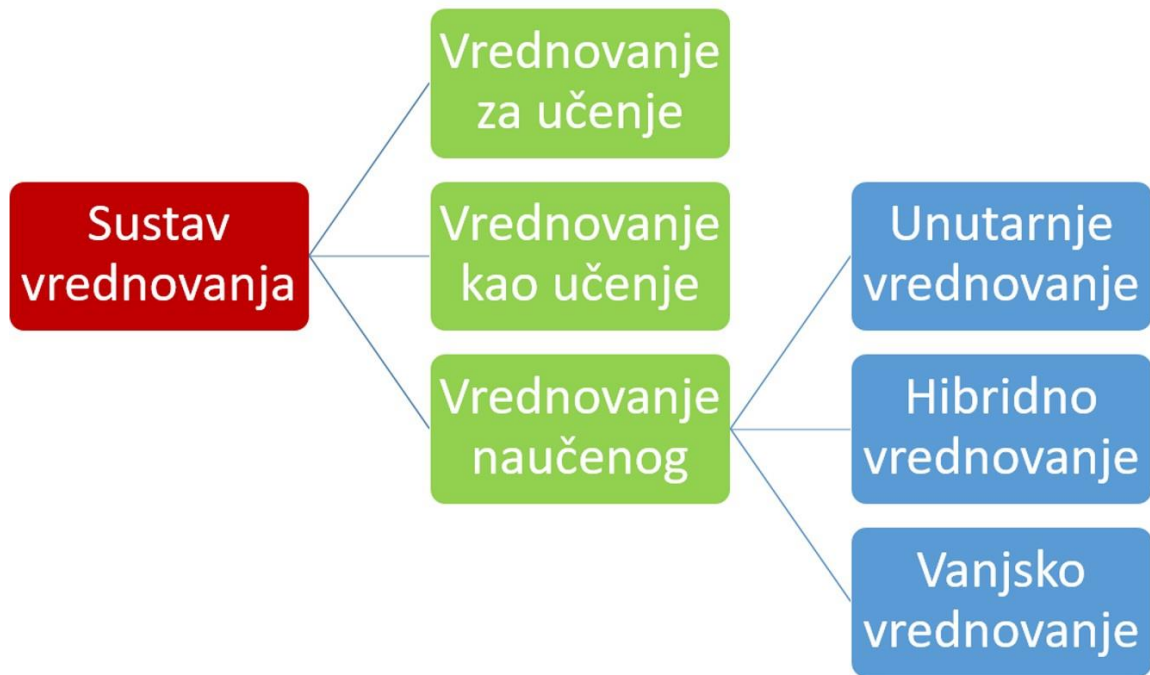 Sustav
vrednovanja
Vrednovanje
za učenje
Vrednovanje
kao učenje
Vrednovanje
naučenog
Unutarnje
vrednovanje
Hibridno
vrednovanje
Vanjsko
vrednovanje